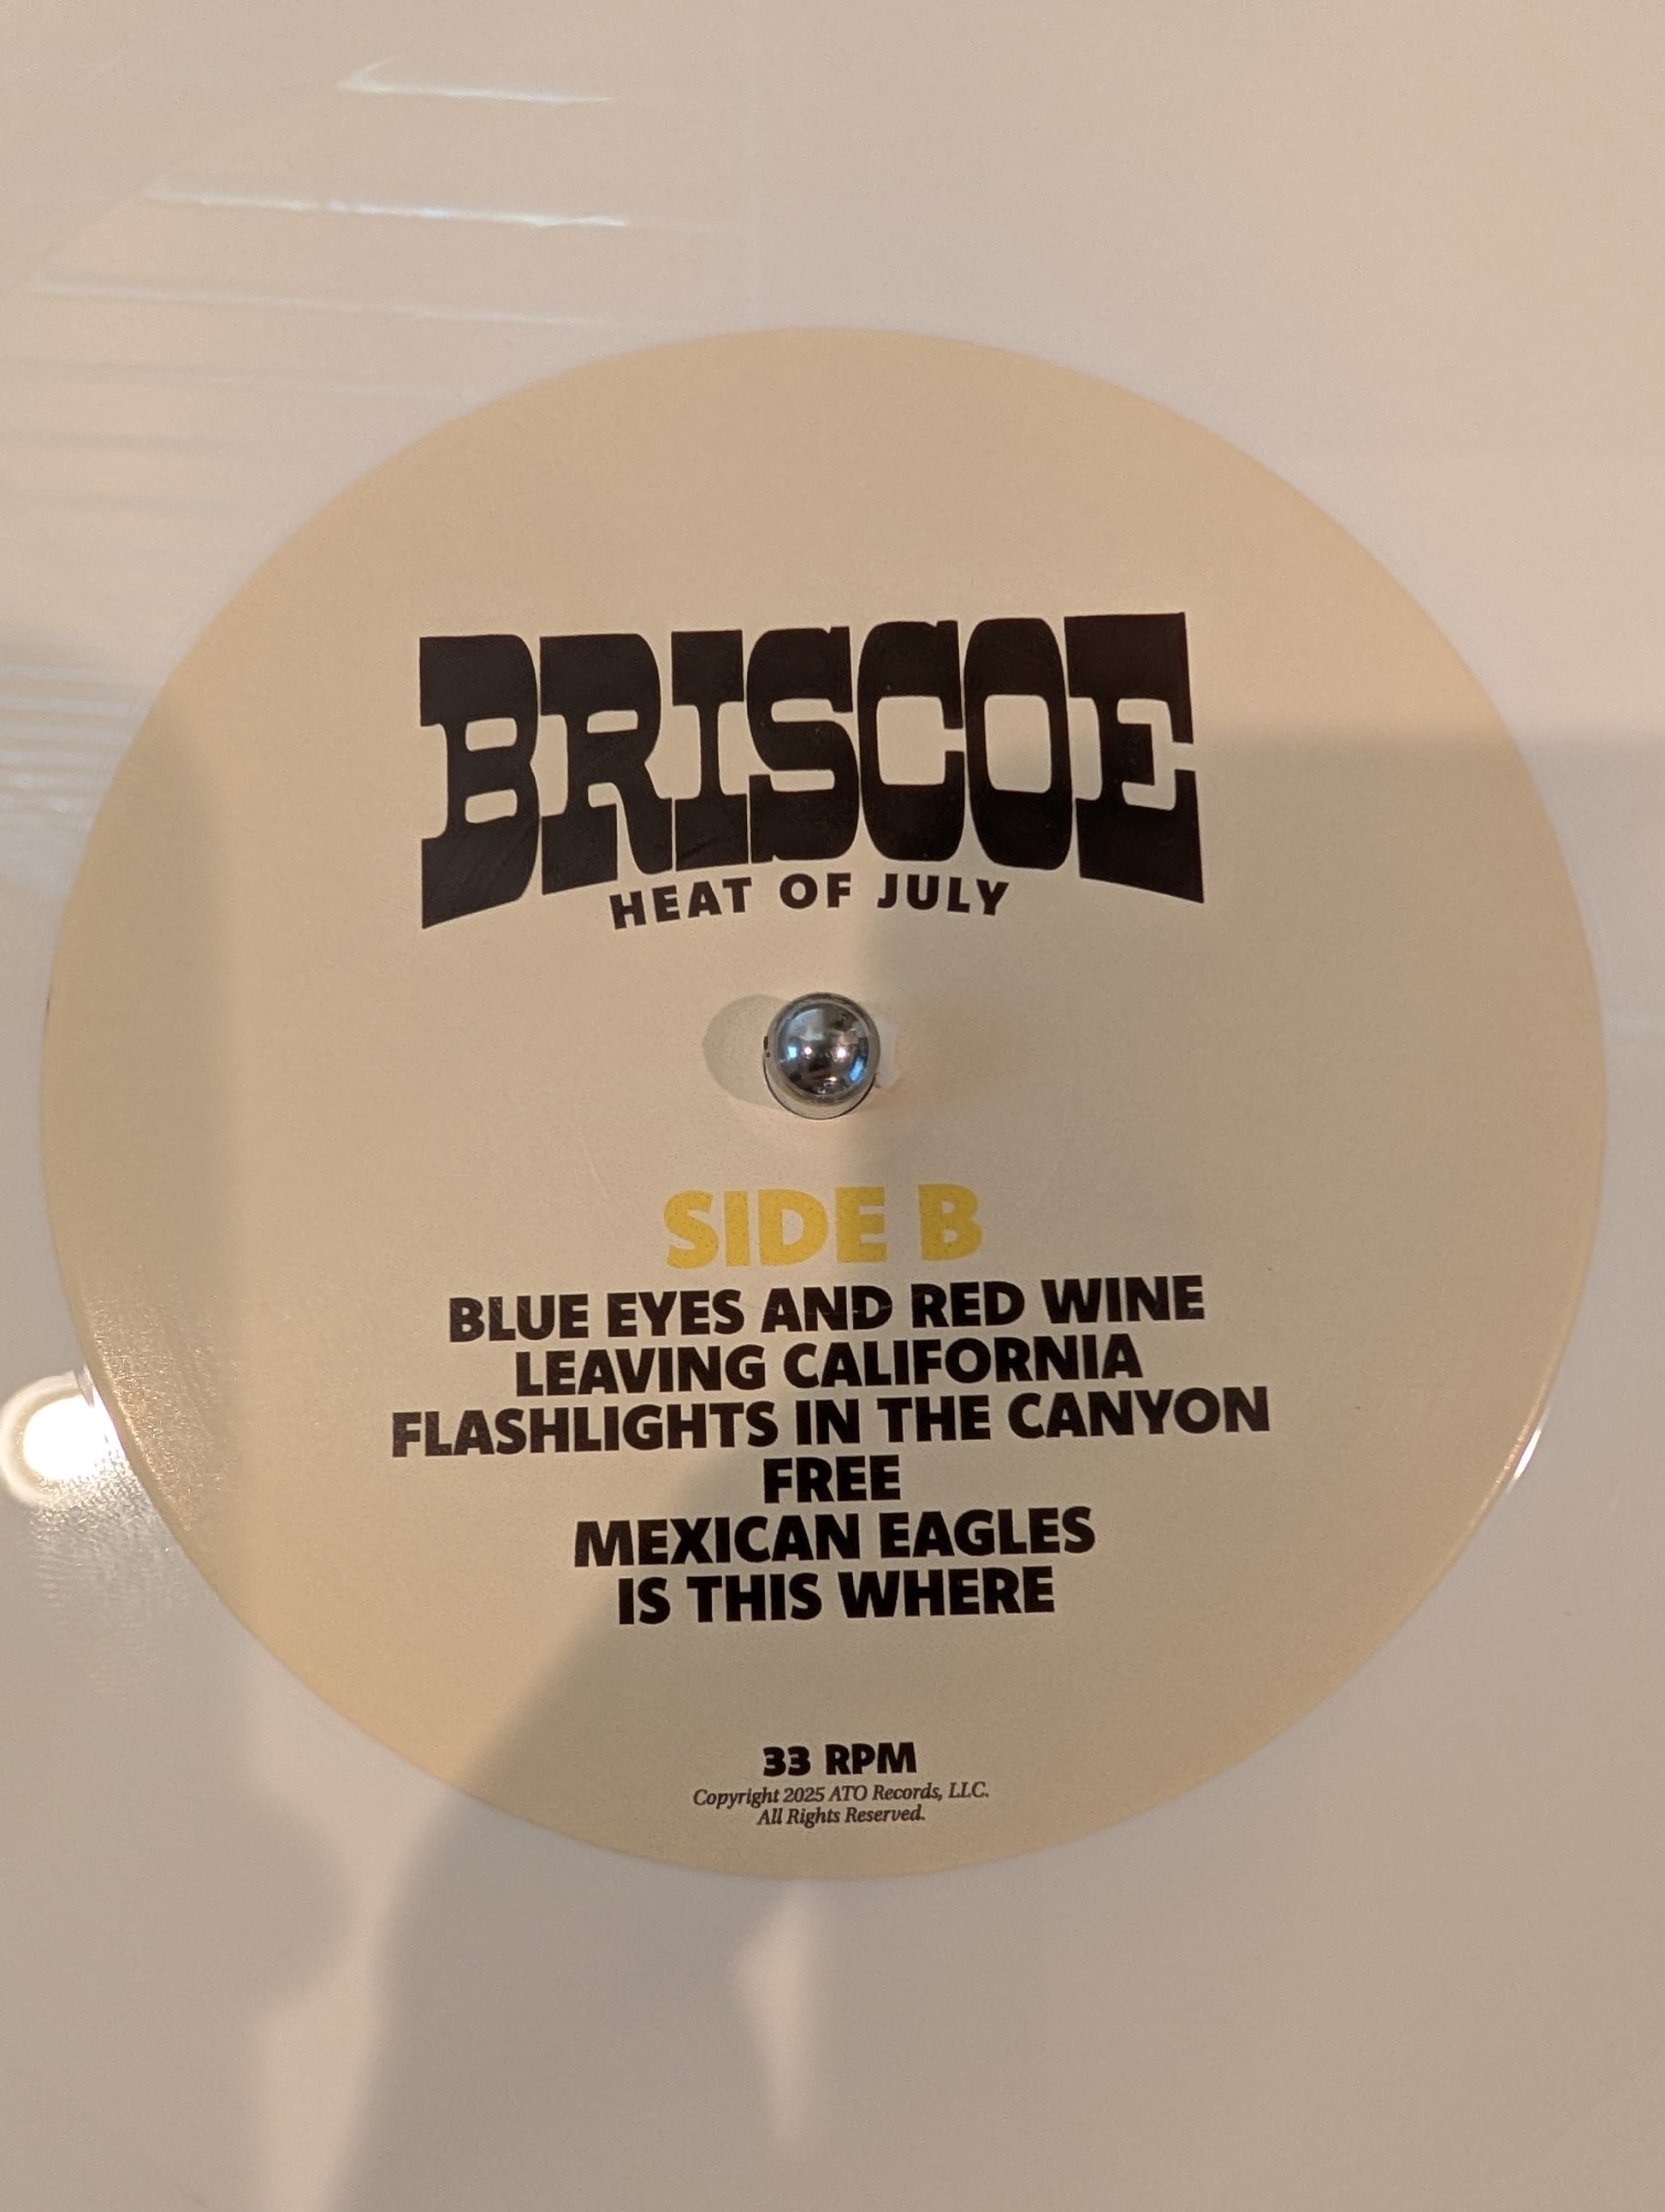 BRISCOE
HEAT OF JULY
SIDE B
BLUE EYES AND RED WINE
LEAVING CALIFORNIA
FLASHLIGHTS IN THE CANYON
FREE
MEXICAN EAGLES
IS THIS WHERE
33 RPM
Copyright 2025 ATO Records, LLC.
All Rights Reserved.